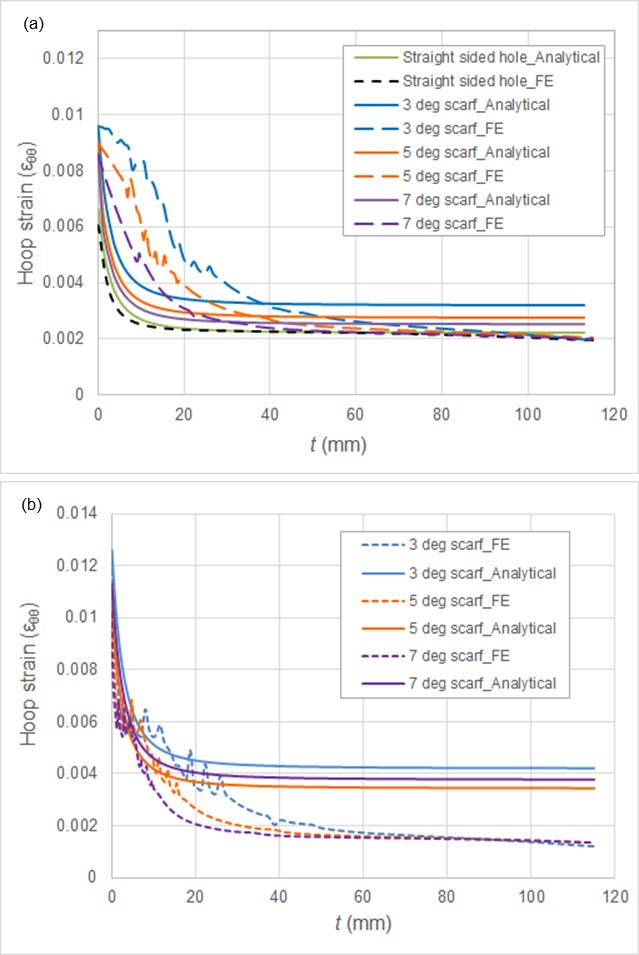 (a)
0.012
0.01
0.008
0.006
0.004
0.002
0
Hoop strain (εθθ)
Straight sided hole_Analytical
Straight sided hole_FE
3 deg scarf_Analytical
3 deg scarf_FE
5 deg scarf_Analytical
5 deg scarf_FE
7 deg scarf_Analytical
7 deg scarf_FE
0 20 40 60 80 100 120
t (mm)
(b)
0.014
0.012
0.01
0.008
0.006
0.004
0.002
0
Hoop strain (εθθ)
3 deg scarf_FE
3 deg scarf_Analytical
5 deg scarf_FE
5 deg scarf_Analytical
7 deg scarf_FE
7 deg scarf_Analytical
0 20 40 60 80 100 120
t (mm)